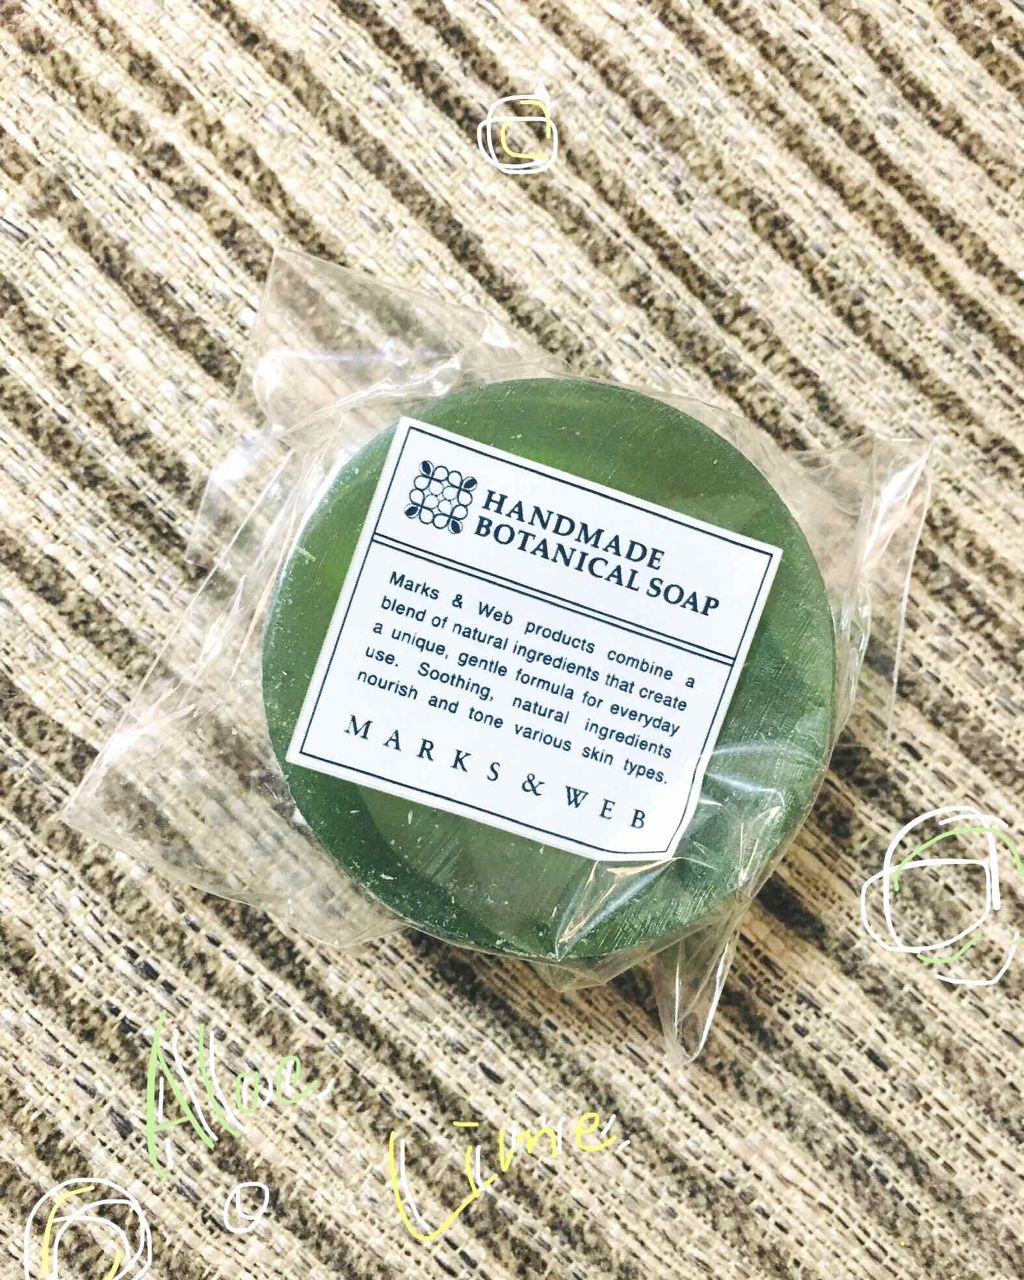 HANDMADE
BOTANICAL SOAP
Marks & Web products combine a
blend of natural ingredients that create
a unique, gentle formula for everyday
use. Soothing, natural ingredients
nourish and tone various skin types.
MARKS & WEB
Aloe
Lime